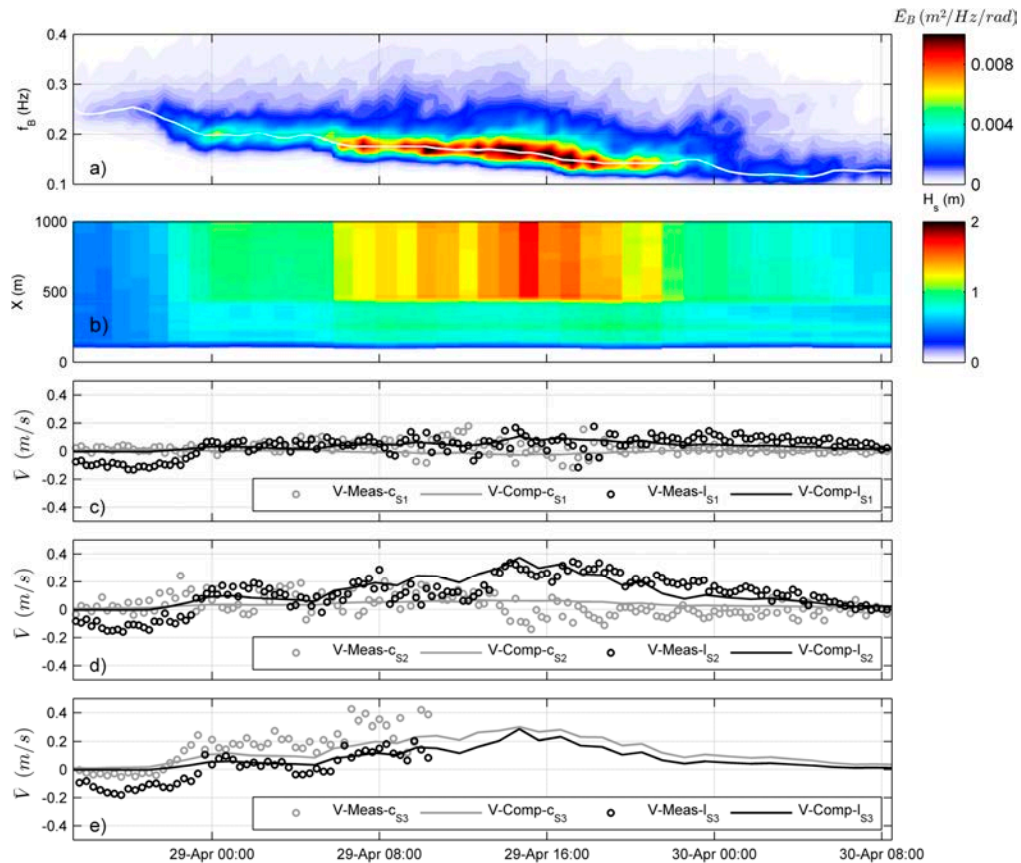 Ē_B (m²/Hz/rad)
0.4
0.3
0.2
0.1
f_B (Hz)
a)
0.008
0.004
0
H_s (m)
1000
500
0
X (m)
b)
2
1
0
0.4
0.2
0
-0.2
-0.4
V̄ (m/s)
c)
V-Meas-c_S1 V-Comp-c_S1 V-Meas-l_S1 V-Comp-l_S1
0.4
0.2
0
-0.2
-0.4
V̄ (m/s)
d)
V-Meas-c_S2 V-Comp-c_S2 V-Meas-l_S2 V-Comp-l_S2
0.4
0.2
0
-0.2
-0.4
V̄ (m/s)
e)
V-Meas-c_S3 V-Comp-c_S3 V-Meas-l_S3 V-Comp-l_S3
29-Apr 00:00 29-Apr 08:00 29-Apr 16:00 30-Apr 00:00 30-Apr 08:00